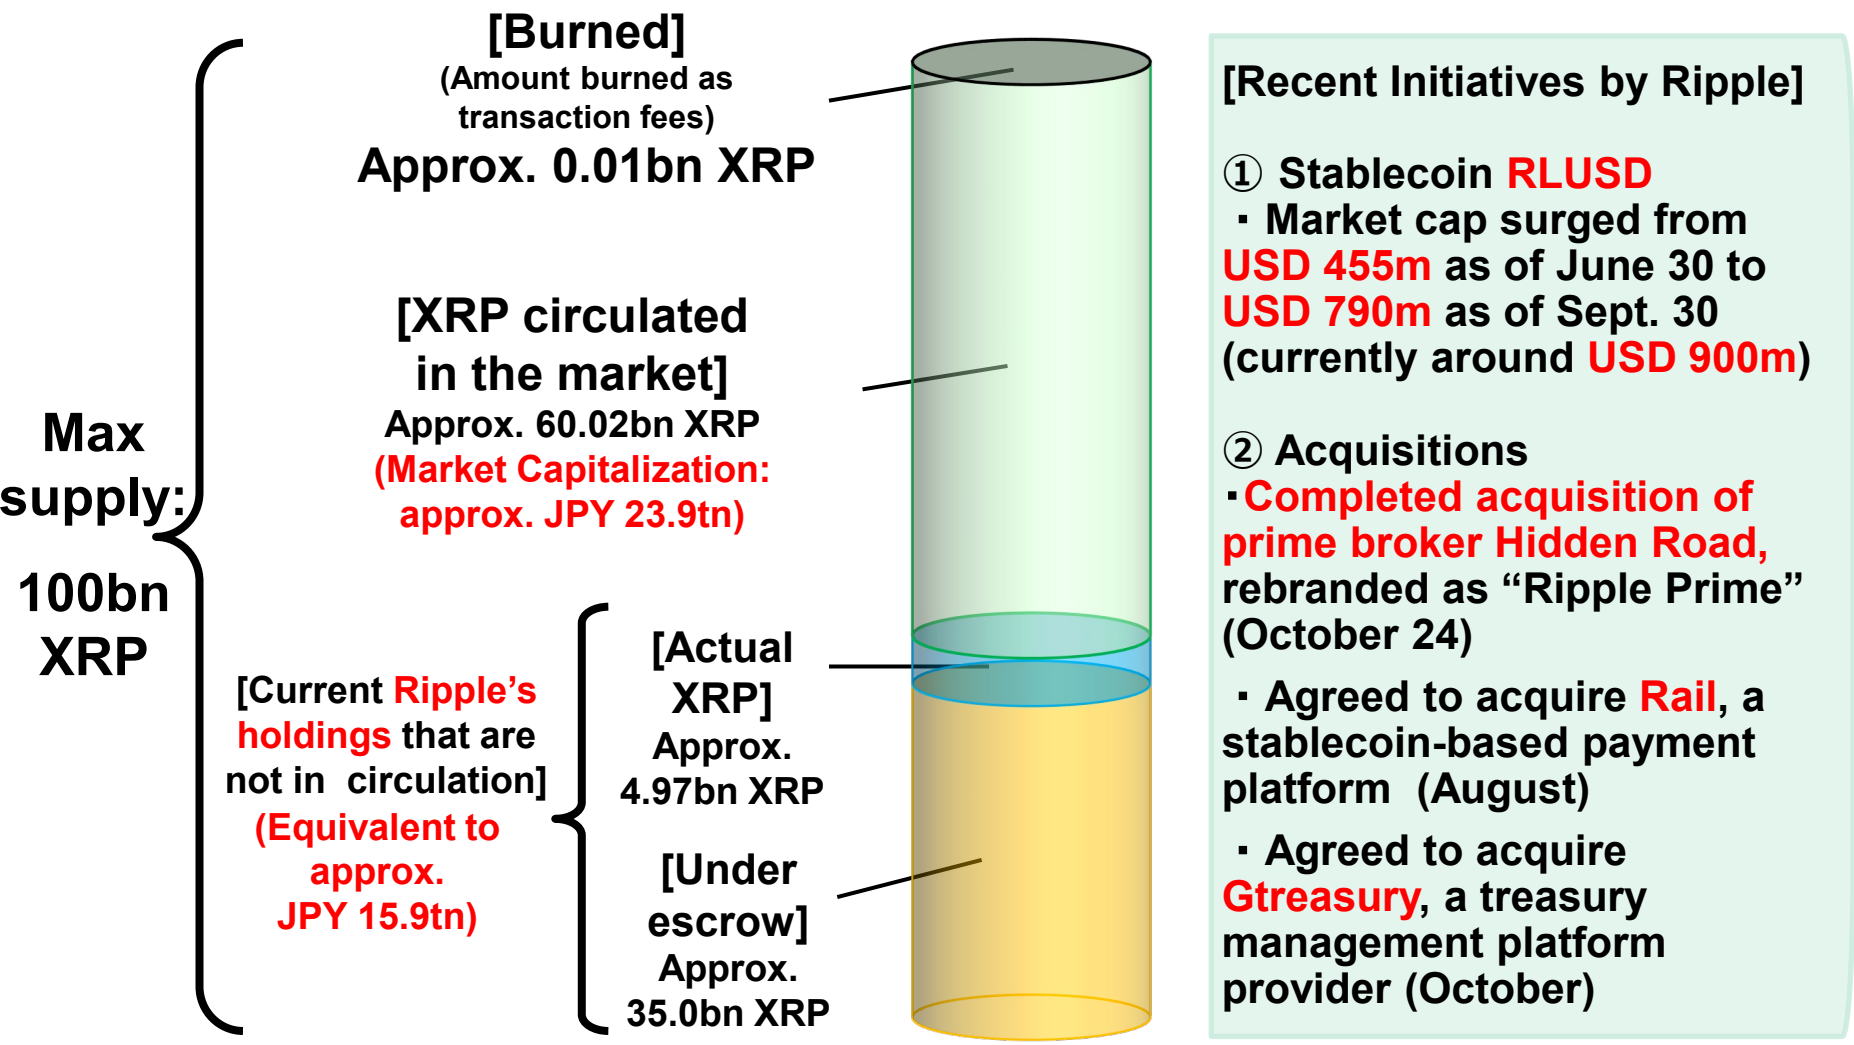 Max
supply:
100bn
XRP
[Burned]
(Amount burned as
transaction fees)
Approx. 0.01bn XRP
[XRP circulated
in the market]
Approx. 60.02bn XRP
(Market Capitalization:
approx. JPY 23.9tn)
[Current Ripple’s
holdings that are
not in  circulation]
(Equivalent to
approx.
JPY 15.9tn)
[Actual
XRP]
Approx.
4.97bn XRP
[Under
escrow]
Approx.
35.0bn XRP
[Recent Initiatives by Ripple]
① Stablecoin RLUSD
・Market cap surged from
USD 455m as of June 30 to
USD 790m as of Sept. 30
(currently around USD 900m)
② Acquisitions
・Completed acquisition of
prime broker Hidden Road,
rebranded as “Ripple Prime”
(October 24)
・Agreed to acquire Rail, a
stablecoin-based payment
platform  (August)
・Agreed to acquire
Gtreasury, a treasury
management platform
provider (October)